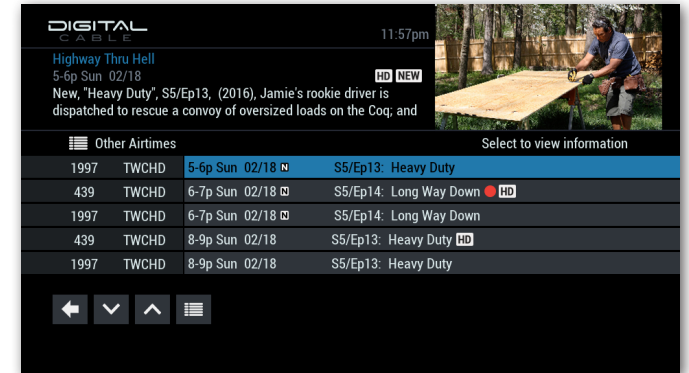 DIGITAL
CABLE
11:57pm
Highway Thru Hell
5-6p Sun 02/18 HD NEW
New, "Heavy Duty", S5/Ep13, (2016), Jamie's rookie driver is
dispatched to rescue a convoy of oversized loads on the Coq; and
Other Airtimes Select to view information
1997 TWCHD 5-6p Sun 02/18 N S5/Ep13: Heavy Duty
439 TWCHD 6-7p Sun 02/18 N S5/Ep14: Long Way Down HD
1997 TWCHD 6-7p Sun 02/18 N S5/Ep14: Long Way Down
439 TWCHD 8-9p Sun 02/18 S5/Ep13: Heavy Duty HD
1997 TWCHD 8-9p Sun 02/18 S5/Ep13: Heavy Duty